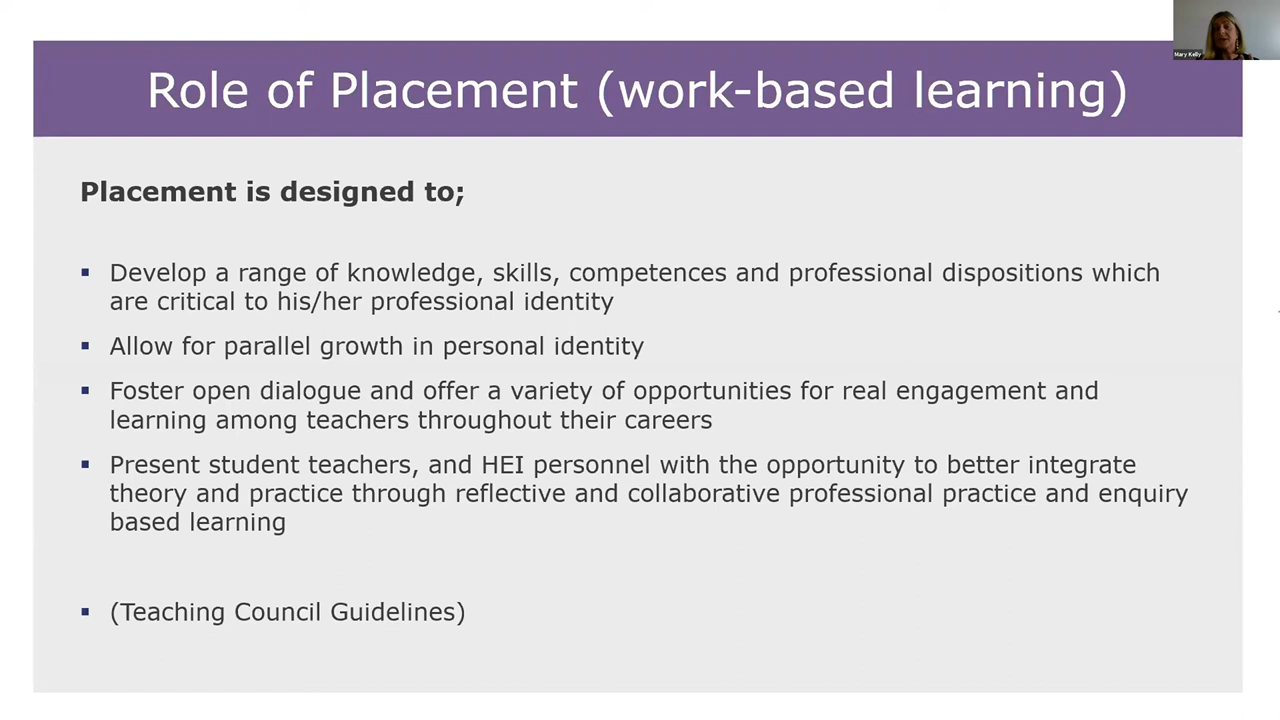 Mary Kelly
Role of Placement (work-based learning)
Placement is designed to;
▪ Develop a range of knowledge, skills, competences and professional dispositions which
are critical to his/her professional identity
▪ Allow for parallel growth in personal identity
▪ Foster open dialogue and offer a variety of opportunities for real engagement and
learning among teachers throughout their careers
▪ Present student teachers, and HEI personnel with the opportunity to better integrate
theory and practice through reflective and collaborative professional practice and enquiry
based learning
▪ (Teaching Council Guidelines)